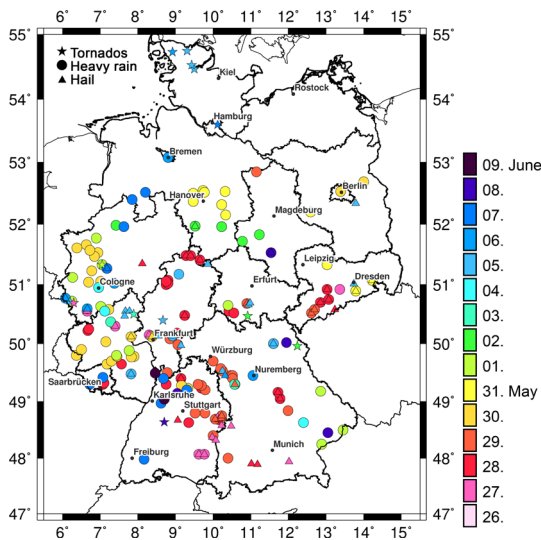 6˚ 7˚ 8˚ 9˚ 10˚ 11˚ 12˚ 13˚ 14˚ 15˚
55˚ 55˚
Tornados
Heavy rain
Hail
Kiel
Rostock
54˚ 54˚
Hamburg
Bremen
53˚ 53˚
Berlin
Hanover
Magdeburg
52˚ 52˚
Leipzig
Dresden
Erfurt
51˚ Cologne 51˚
Frankfurt
50˚ 50˚
Würzburg
Nuremberg
Saarbrücken
Karlsruhe
49˚ 49˚
Stuttgart
Munich
Freiburg
48˚ 48˚
47˚ 47˚
6˚ 7˚ 8˚ 9˚ 10˚ 11˚ 12˚ 13˚ 14˚ 15˚
09. June
08.
07.
06.
05.
04.
03.
02.
01.
31. May
30.
29.
28.
27.
26.